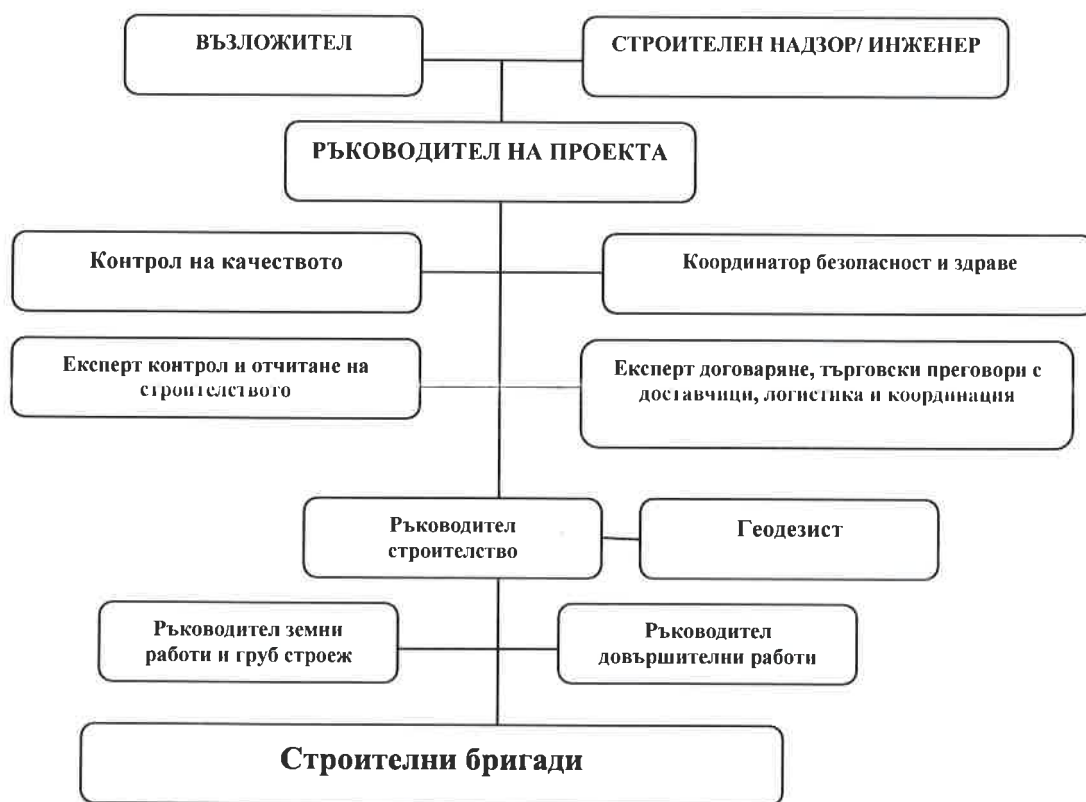 ВЪЗЛОЖИТЕЛ
СТРОИТЕЛЕН НАДЗОР/ ИНЖЕНЕР
РЪКОВОДИТЕЛ НА ПРОЕКТА
Контрол на качеството
Координатор безопасност и здраве
Експерт контрол и отчитане на
строителството
Експерт договаряне, търговски преговори с
доставчици, логистика и координация
Ръководител
строителство
Геодезист
Ръководител земни
работи и груб строеж
Ръководител
довършителни работи
Строителни бригади